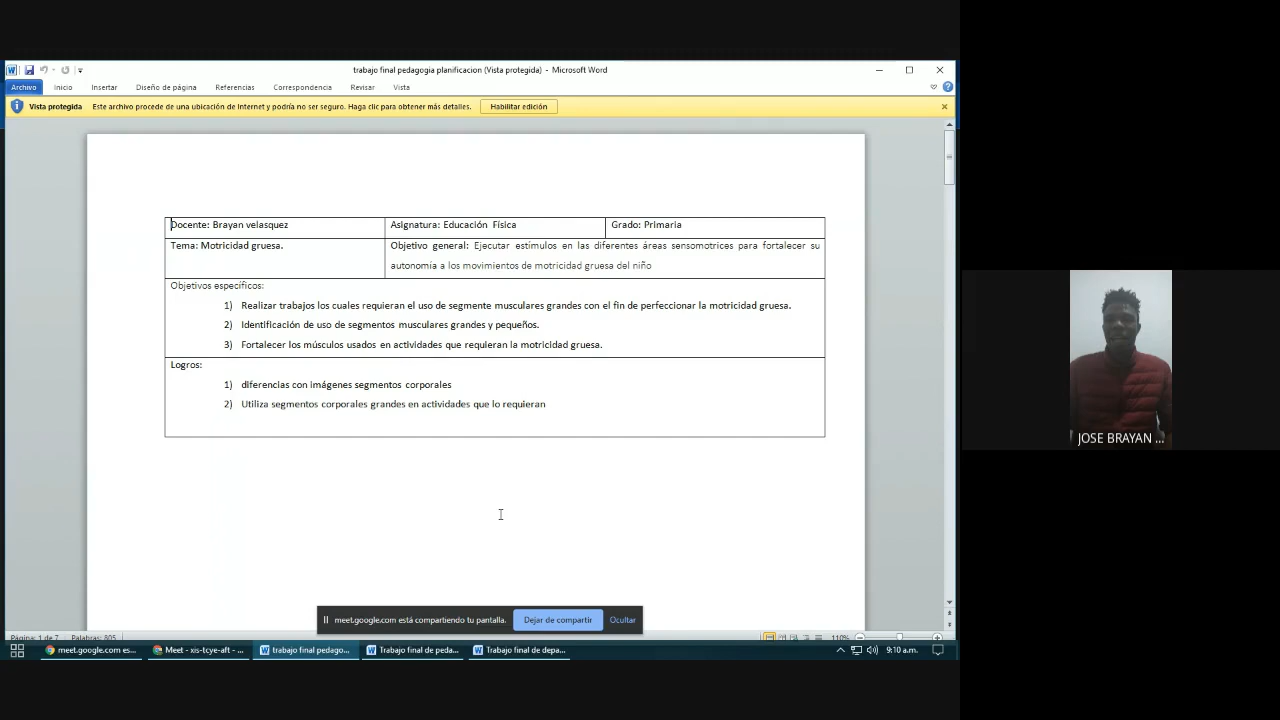 trabajo final pedagogia planificacion (Vista protegida) - Microsoft Word
Archivo Inicio Insertar Diseño de página Referencias Correspondencia Revisar Vista
Vista protegida Este archivo procede de una ubicación de Internet y podría no ser seguro. Haga clic para obtener más detalles. Habilitar edición
Docente: Brayan velasquez Asignatura: Educación Física Grado: Primaria
Tema: Motricidad gruesa. Objetivo general: Ejecutar estímulos en las diferentes áreas sensomotrices para fortalecer su
autonomía a los movimientos de motricidad gruesa del niño
Objetivos específicos:
1) Realizar trabajos los cuales requieran el uso de segmente musculares grandes con el fin de perfeccionar la motricidad gruesa.
2) Identificación de uso de segmentos musculares grandes y pequeños.
3) Fortalecer los músculos usados en actividades que requieran la motricidad gruesa.
Logros:
1) diferencias con imágenes segmentos corporales
2) Utiliza segmentos corporales grandes en actividades que lo requieran
JOSE BRAYAN ...
meet.google.com está compartiendo tu pantalla. Dejar de compartir Ocultar
Página: 1 de 7 Palabras: 805 110%
meet.google.com es... Meet - xis-tcye-aft - ... trabajo final pedago... Trabajo final de peda... Trabajo final de depa... 9:10 a.m.